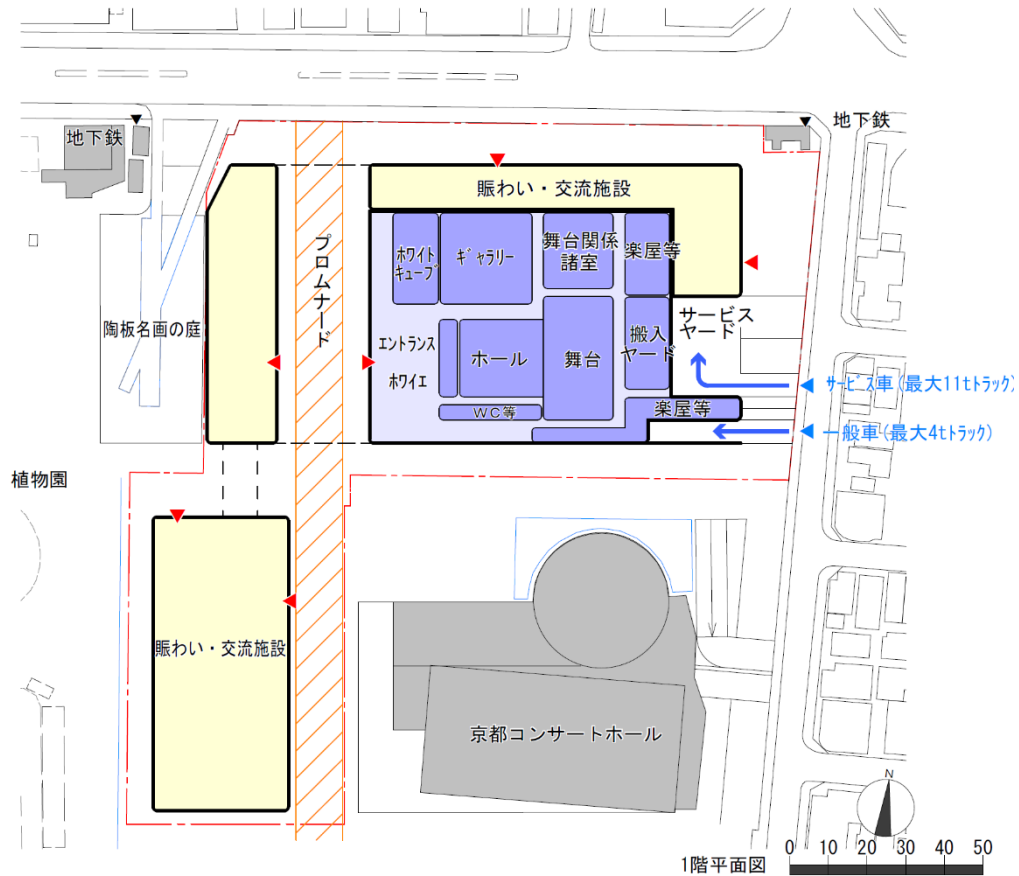 地下鉄
地下鉄
賑わい・交流施設
プロムナード
ホワイト
キューブ
ギャラリー
舞台関係
諸室
楽屋等
陶板名画の庭
エントランス
ホワイエ
ホール
舞台
搬入
ヤード
サービス
ヤード
サービス車(最大11tトラック)
WC等
楽屋等
一般車(最大4tトラック)
植物園
賑わい・交流施設
京都コンサートホール
N
1階平面図
0 10 20 30 40 50